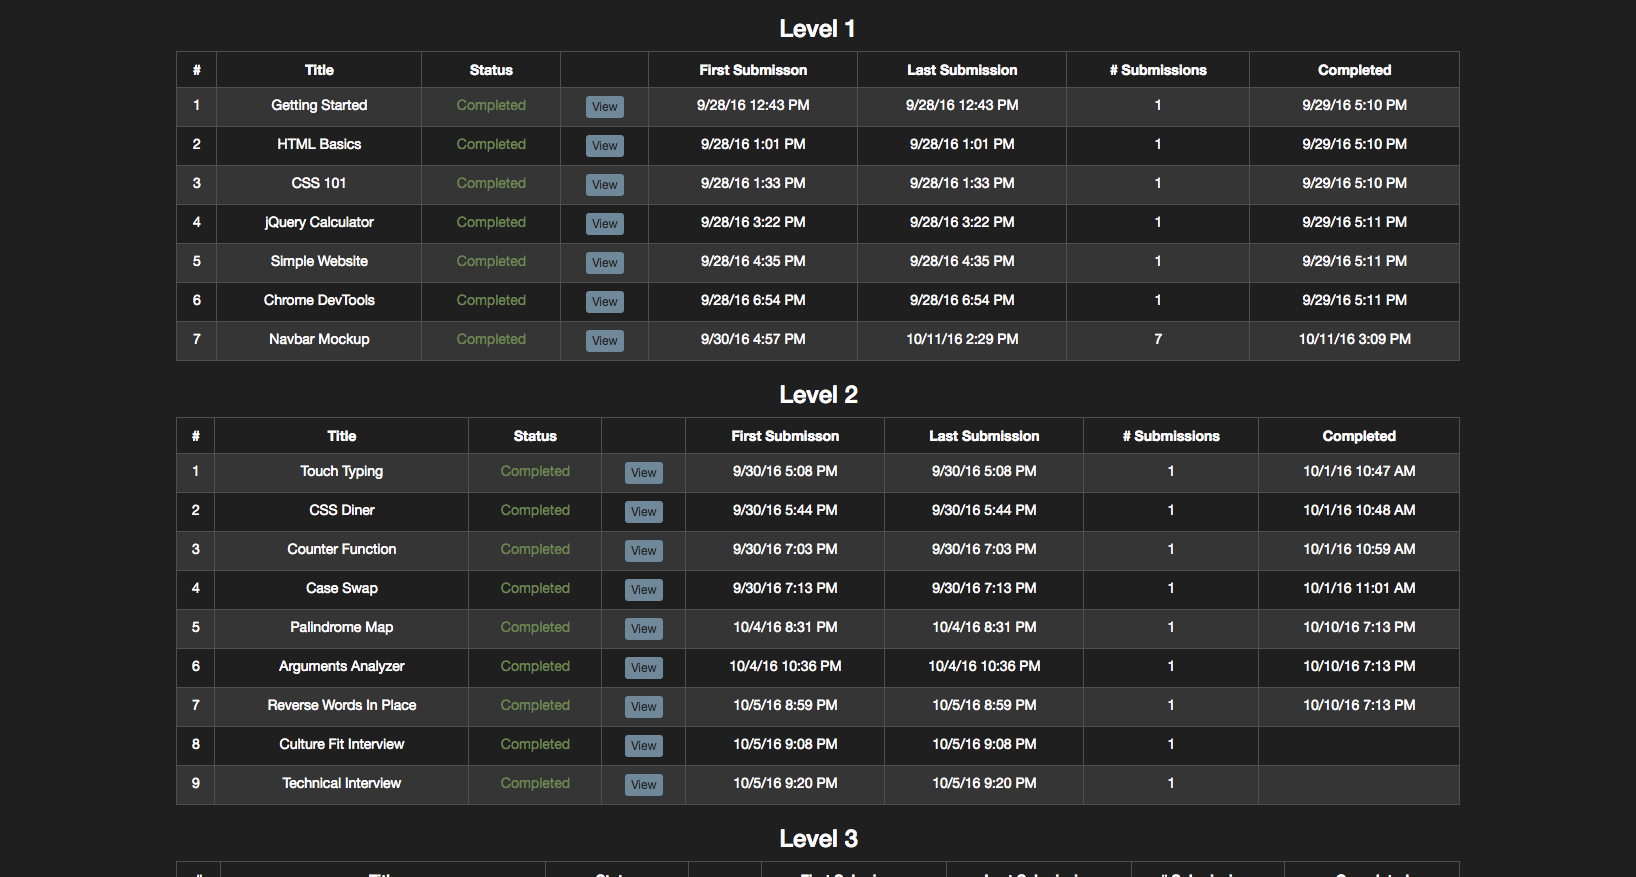 Level 1
# Title Status First Submisson Last Submission # Submissions Completed
1 Getting Started Completed View 9/28/16 12:43 PM 9/28/16 12:43 PM 1 9/29/16 5:10 PM
2 HTML Basics Completed View 9/28/16 1:01 PM 9/28/16 1:01 PM 1 9/29/16 5:10 PM
3 CSS 101 Completed View 9/28/16 1:33 PM 9/28/16 1:33 PM 1 9/29/16 5:10 PM
4 jQuery Calculator Completed View 9/28/16 3:22 PM 9/28/16 3:22 PM 1 9/29/16 5:11 PM
5 Simple Website Completed View 9/28/16 4:35 PM 9/28/16 4:35 PM 1 9/29/16 5:11 PM
6 Chrome DevTools Completed View 9/28/16 6:54 PM 9/28/16 6:54 PM 1 9/29/16 5:11 PM
7 Navbar Mockup Completed View 9/30/16 4:57 PM 10/11/16 2:29 PM 7 10/11/16 3:09 PM
Level 2
# Title Status First Submisson Last Submission # Submissions Completed
1 Touch Typing Completed View 9/30/16 5:08 PM 9/30/16 5:08 PM 1 10/1/16 10:47 AM
2 CSS Diner Completed View 9/30/16 5:44 PM 9/30/16 5:44 PM 1 10/1/16 10:48 AM
3 Counter Function Completed View 9/30/16 7:03 PM 9/30/16 7:03 PM 1 10/1/16 10:59 AM
4 Case Swap Completed View 9/30/16 7:13 PM 9/30/16 7:13 PM 1 10/1/16 11:01 AM
5 Palindrome Map Completed View 10/4/16 8:31 PM 10/4/16 8:31 PM 1 10/10/16 7:13 PM
6 Arguments Analyzer Completed View 10/4/16 10:36 PM 10/4/16 10:36 PM 1 10/10/16 7:13 PM
7 Reverse Words In Place Completed View 10/5/16 8:59 PM 10/5/16 8:59 PM 1 10/10/16 7:13 PM
8 Culture Fit Interview Completed View 10/5/16 9:08 PM 10/5/16 9:08 PM 1
9 Technical Interview Completed View 10/5/16 9:20 PM 10/5/16 9:20 PM 1
Level 3